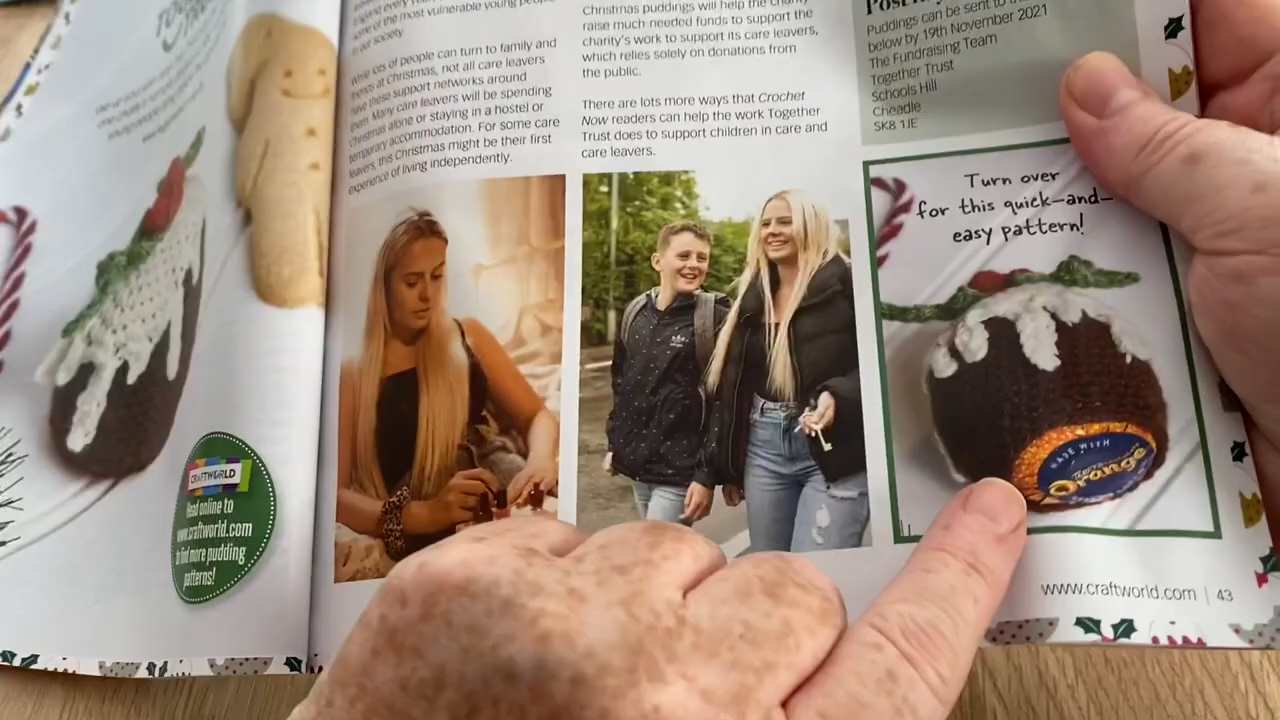 of the most vulnerable young people
in our society.
While lots of people can turn to family and
friends at Christmas, not all care leavers
have these support networks around
them. Many care leavers will be spending
Christmas alone or staying in a hostel or
temporary accommodation. For some care
leavers, this Christmas might be their first
experience of living independently.
Christmas puddings will help the charity
raise much needed funds to support the
charity's work to support its care leavers,
which relies solely on donations from
the public.
There are lots more ways that Crochet
Now readers can help the work Together
Trust does to support children in care and
care leavers.
Puddings can be sent to
below by 19th November 2021
The Fundraising Team
Together Trust
Schools Hill
Cheadle
SK8 1JE
Turn over
for this quick-and-
easy pattern!
MADE WITH
TERRY'S
Orange
CRAFTWORLD
Read online to
www.craftworld.com
to find more pudding
patterns!
www.craftworld.com | 43